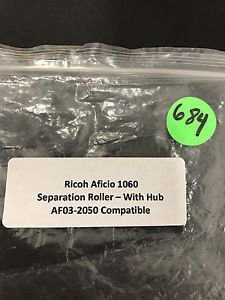 684
Ricoh Aficio 1060
Separation Roller – With Hub
AF03-2050 Compatible